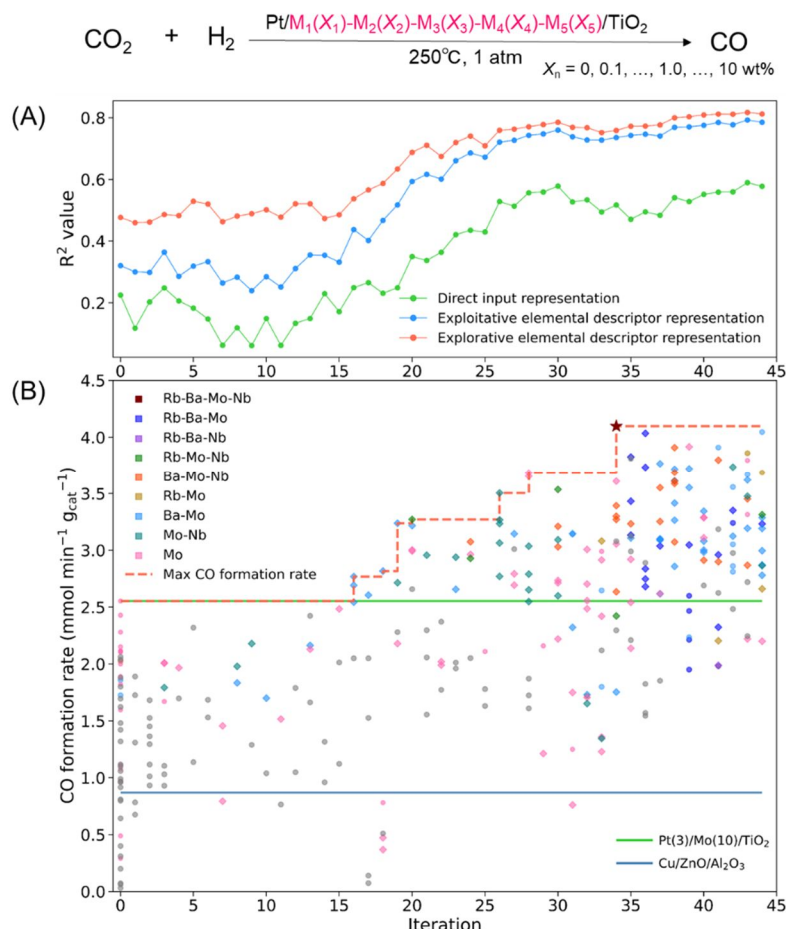 Pt/M₁(X₁)-M₂(X₂)-M₃(X₃)-M₄(X₄)-M₅(X₅)/TiO₂
CO₂ + H₂ CO
250℃, 1 atm
Xₙ = 0, 0.1, …, 1.0, …, 10 wt%
(A)
0.8
0.6
0.4
0.2
R² value
Direct input representation
Exploitative elemental descriptor representation
Explorative elemental descriptor representation
0 5 10 15 20 25 30 35 40 45
(B)
4.5
4.0
3.5
3.0
2.5
2.0
1.5
1.0
0.5
0.0
CO formation rate (mmol min⁻¹ g_cat⁻¹)
Rb-Ba-Mo-Nb
Rb-Ba-Mo
Rb-Ba-Nb
Rb-Mo-Nb
Ba-Mo-Nb
Rb-Mo
Ba-Mo
Mo-Nb
Mo
Max CO formation rate
Pt(3)/Mo(10)/TiO₂
Cu/ZnO/Al₂O₃
0 5 10 15 20 25 30 35 40 45
Iteration